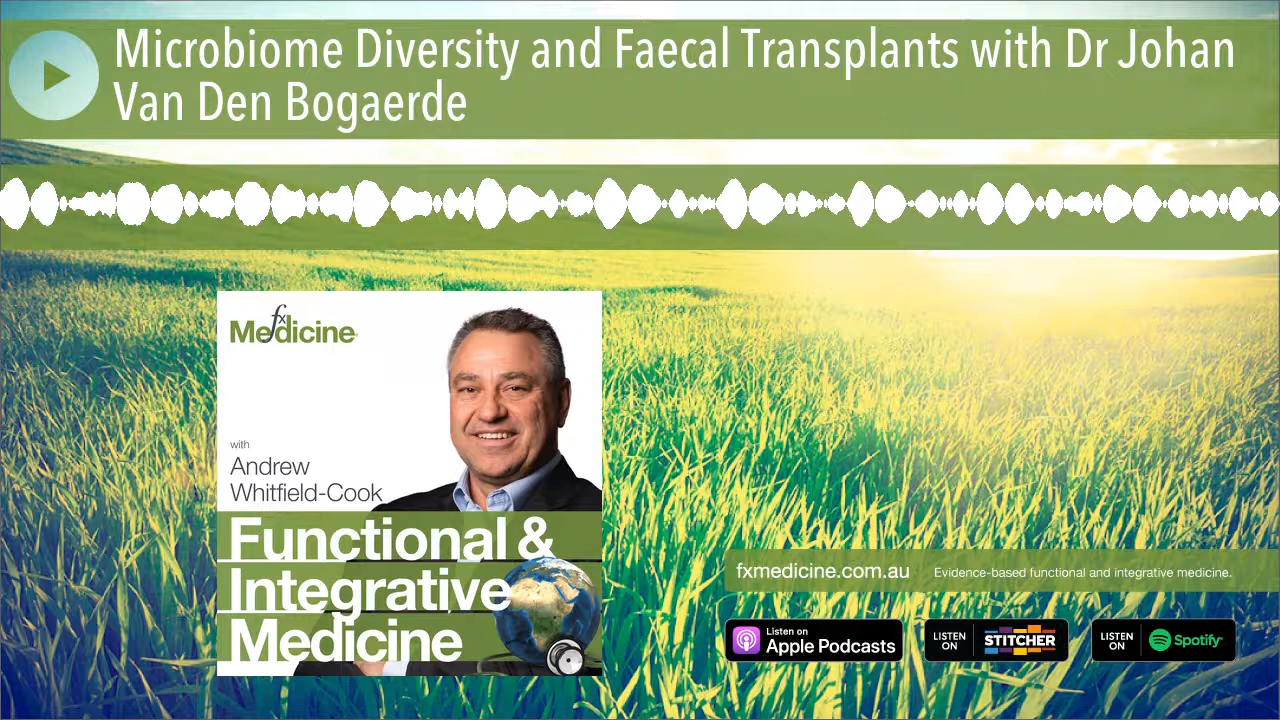 Microbiome Diversity and Faecal Transplants with Dr Johan
Van Den Bogaerde
fx
Medicine
with
Andrew
Whitfield-Cook
Functional &
Integrative
Medicine
fxmedicine.com.au
Evidence-based functional and integrative medicine.
Listen on
Apple Podcasts
LISTEN
ON
STITCHER
LISTEN
ON
Spotify